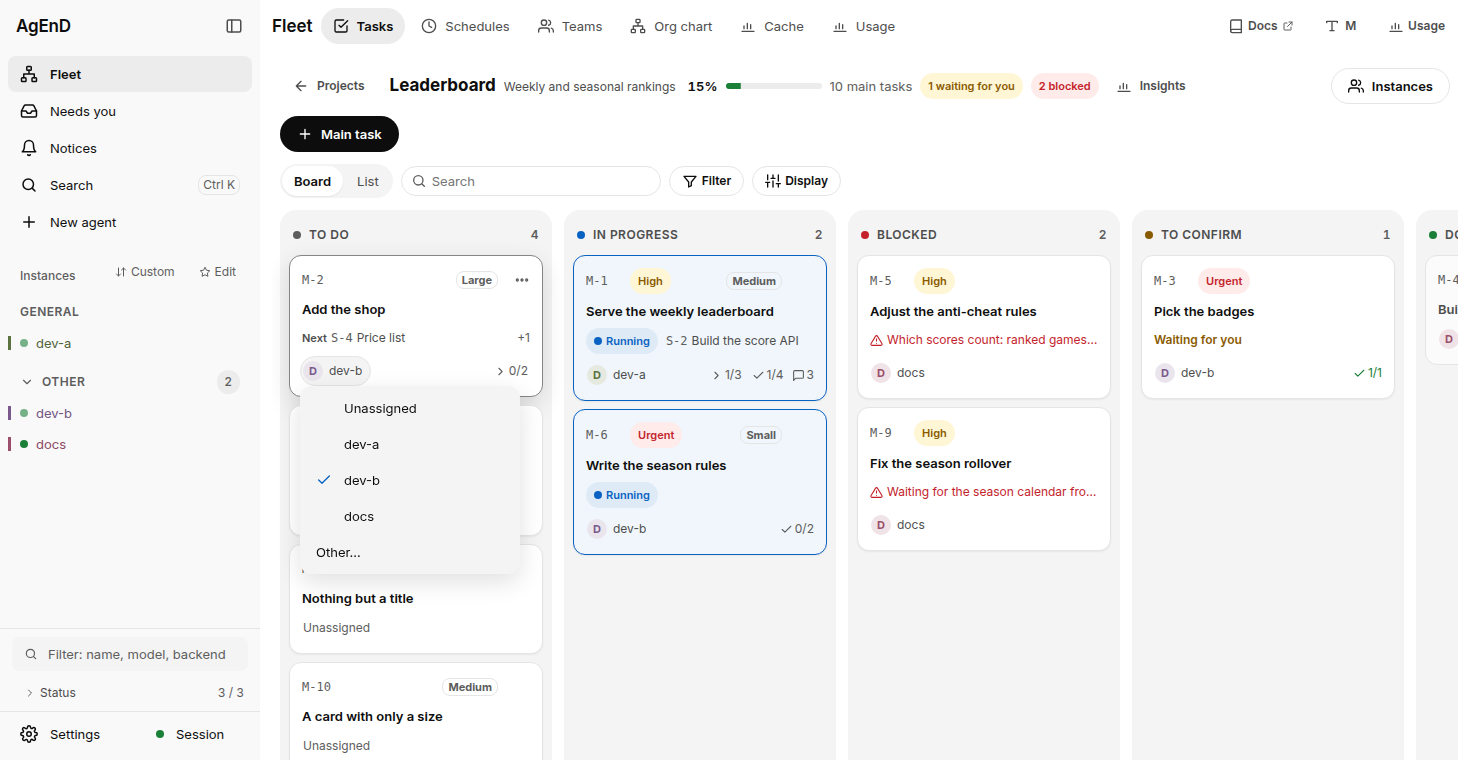 AgEnD
Fleet
Needs you
Notices
Search Ctrl K
New agent
Instances Custom Edit
GENERAL
dev-a
OTHER 2
dev-b
docs
Filter: name, model, backend
Status 3 / 3
Settings Session
Fleet Tasks Schedules Teams Org chart Cache Usage Docs M Usage
Projects Leaderboard Weekly and seasonal rankings 15% 10 main tasks 1 waiting for you 2 blocked Insights Instances
Main task
Board List Search Filter Display
TO DO 4
M-2 Large
Add the shop
Next S-4 Price list +1
D dev-b 0/2
Unassigned
dev-a
dev-b
docs
Other...
Nothing but a title
Unassigned
M-10 Medium
A card with only a size
Unassigned
IN PROGRESS 2
M-1 High Medium
Serve the weekly leaderboard
Running S-2 Build the score API
D dev-a 1/3 1/4 3
M-6 Urgent Small
Write the season rules
Running
D dev-b 0/2
BLOCKED 2
M-5 High
Adjust the anti-cheat rules
Which scores count: ranked games...
D docs
M-9 High
Fix the season rollover
Waiting for the season calendar fro...
D docs
TO CONFIRM 1
M-3 Urgent
Pick the badges
Waiting for you
D dev-b 1/1
M-4
D